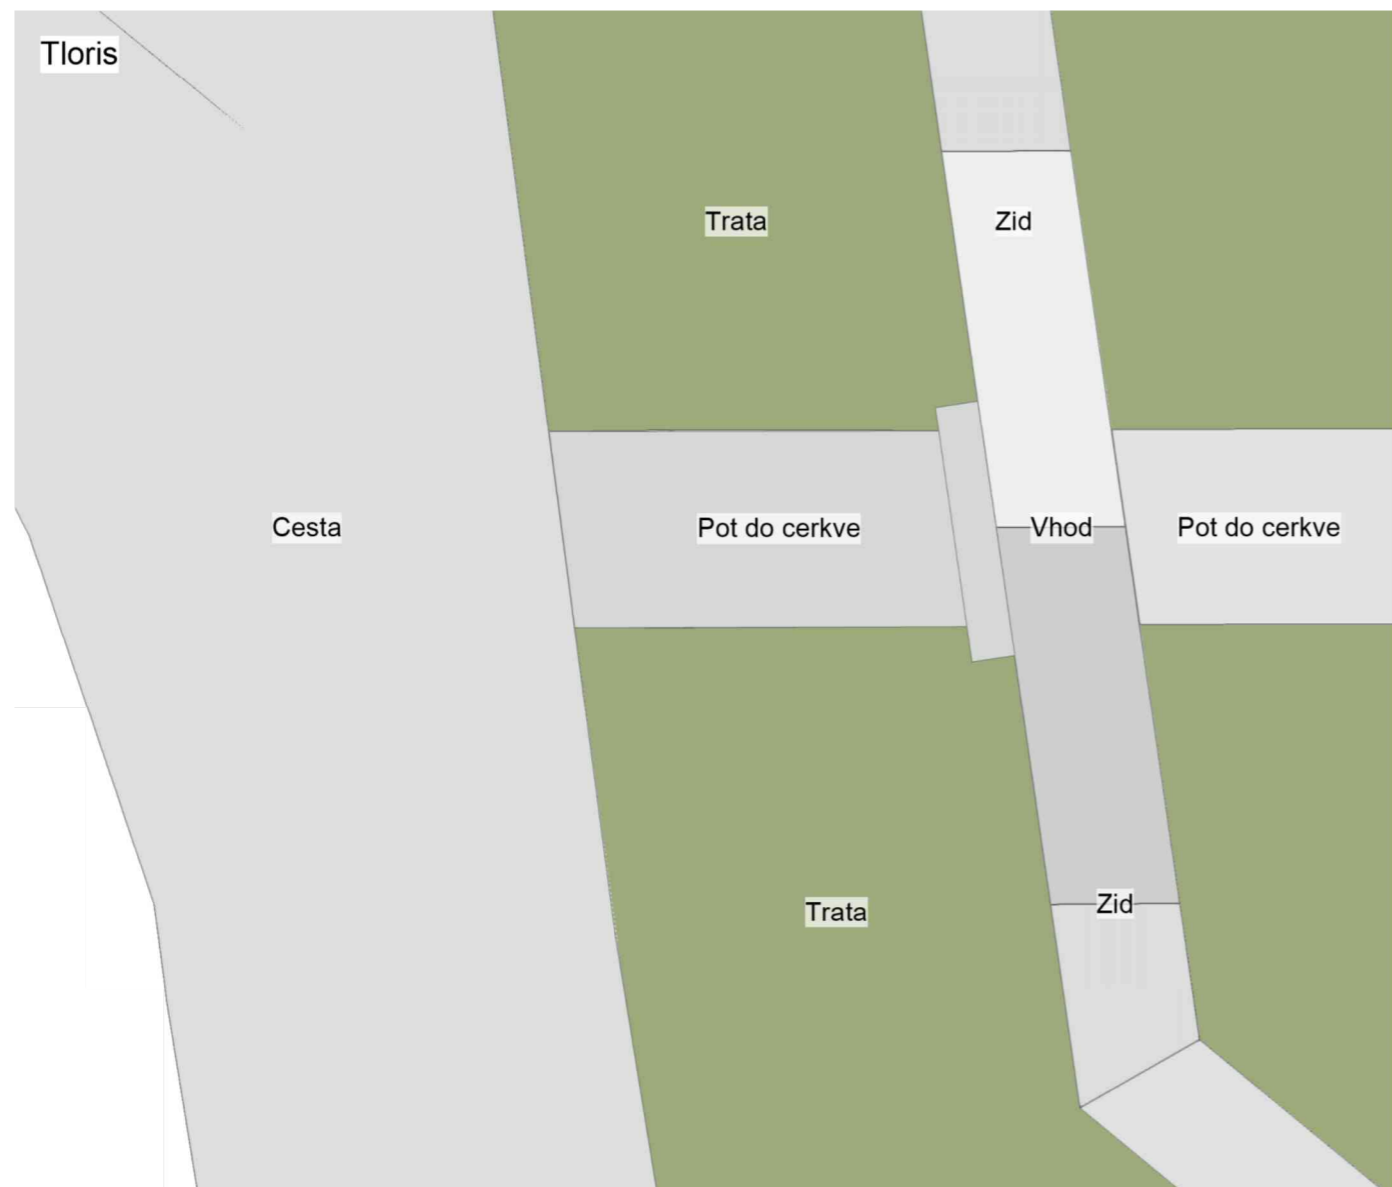 Tloris
Trata
Zid
Cesta
Pot do cerkve
Vhod
Pot do cerkve
Trata
Zid